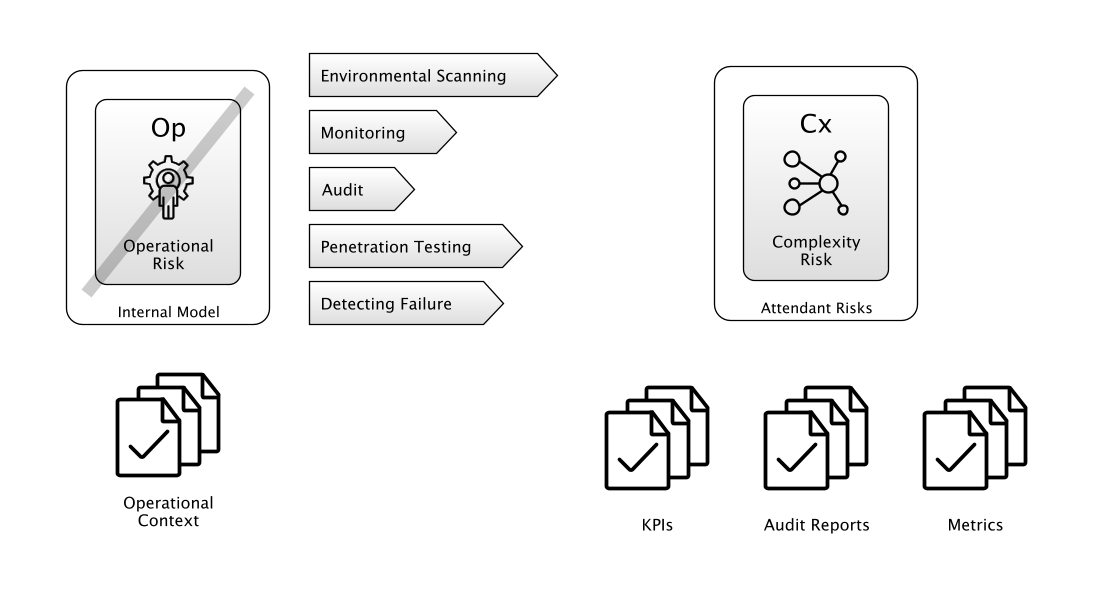 Op
Operational
Risk
Internal Model
Environmental Scanning
Monitoring
Audit
Penetration Testing
Detecting Failure
Cx
Complexity
Risk
Attendant Risks
Operational
Context
KPIs
Audit Reports
Metrics